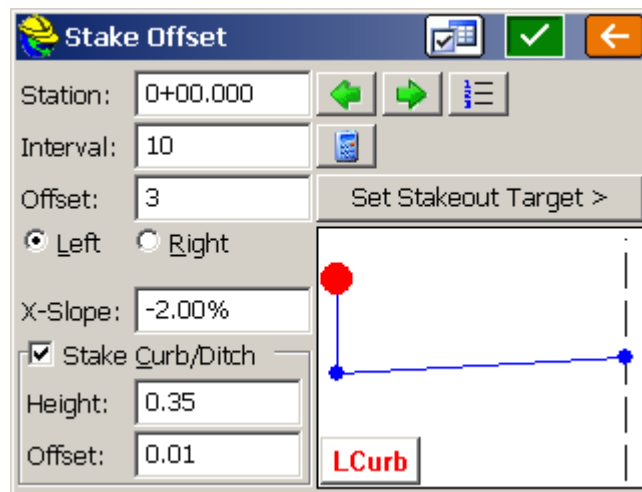 Stake Offset
Station: 0+00.000
Interval: 10
Offset: 3
Set Stakeout Target >
Left Right
X-Slope: -2.00%
Stake Curb/Ditch
Height: 0.35
Offset: 0.01
LCurb